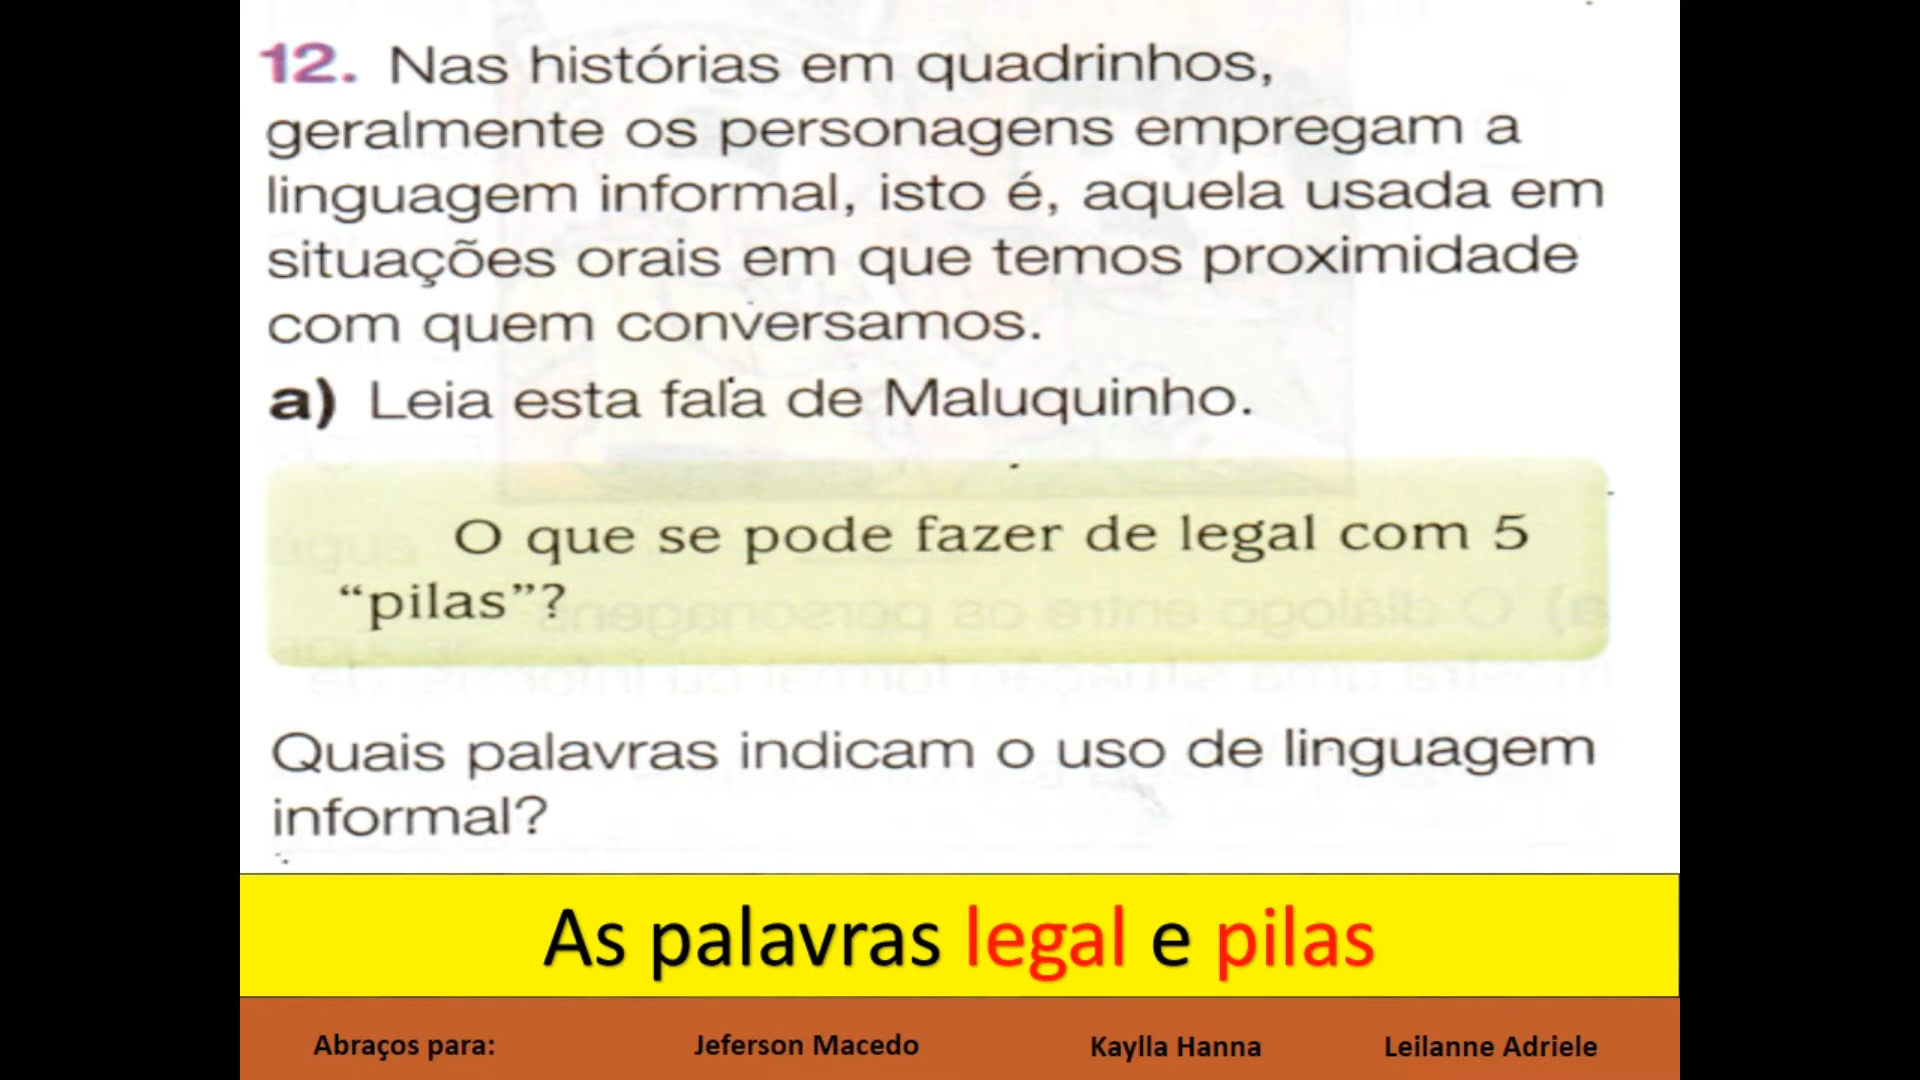 12. Nas histórias em quadrinhos,
geralmente os personagens empregam a
linguagem informal, isto é, aquela usada em
situações orais em que temos proximidade
com quem conversamos.
a) Leia esta fala de Maluquinho.
O que se pode fazer de legal com 5
“pilas”?
Quais palavras indicam o uso de linguagem
informal?
As palavras legal e pilas
Abraços para: Jeferson Macedo Kaylla Hanna Leilanne Adriele